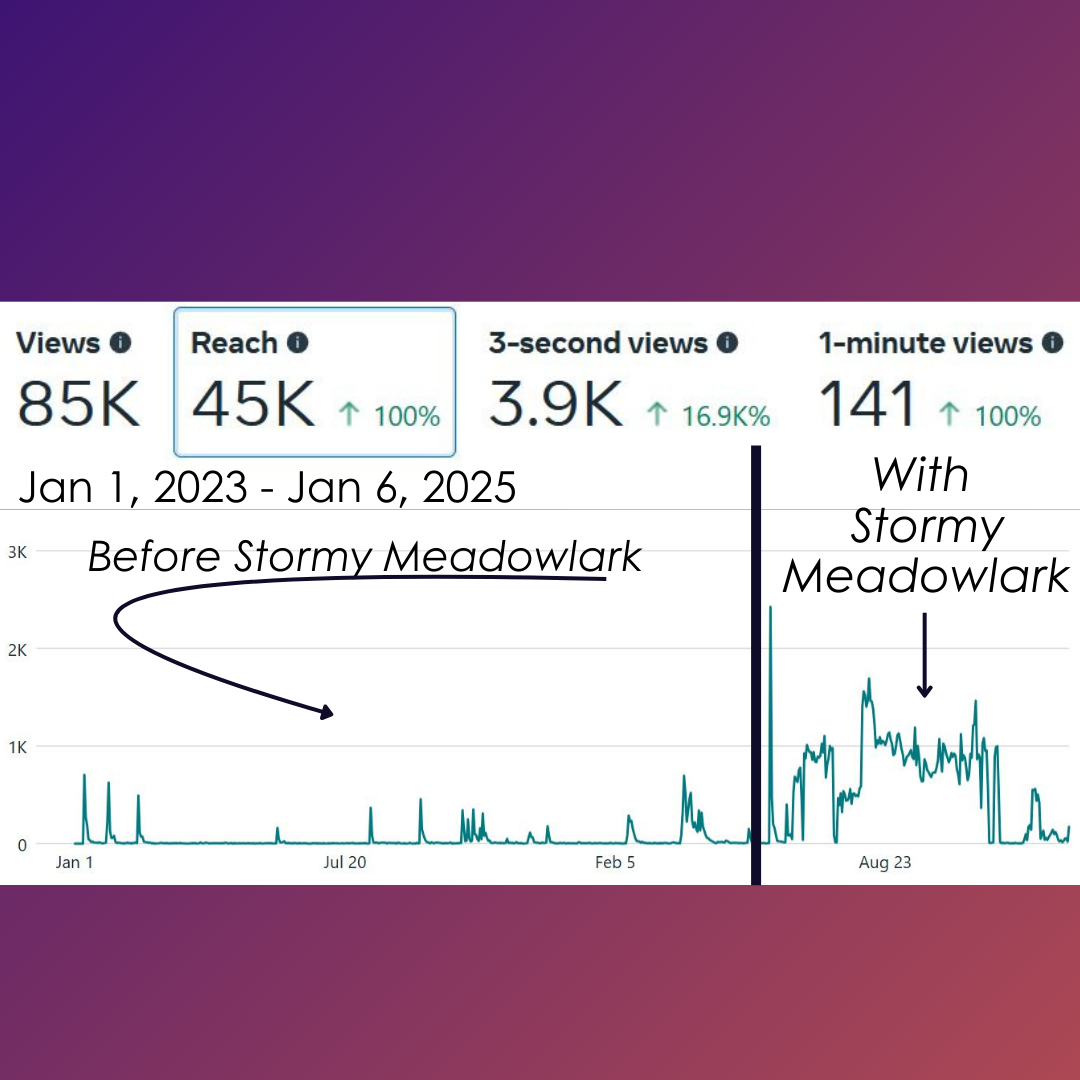 Views
Reach
3-second views
1-minute views
85K
45K ↑ 100%
3.9K ↑ 16.9K%
141 ↑ 100%
Jan 1, 2023 - Jan 6, 2025
With
Stormy
Meadowlark
Before Stormy Meadowlark
3K
2K
1K
0
Jan 1
Jul 20
Feb 5
Aug 23